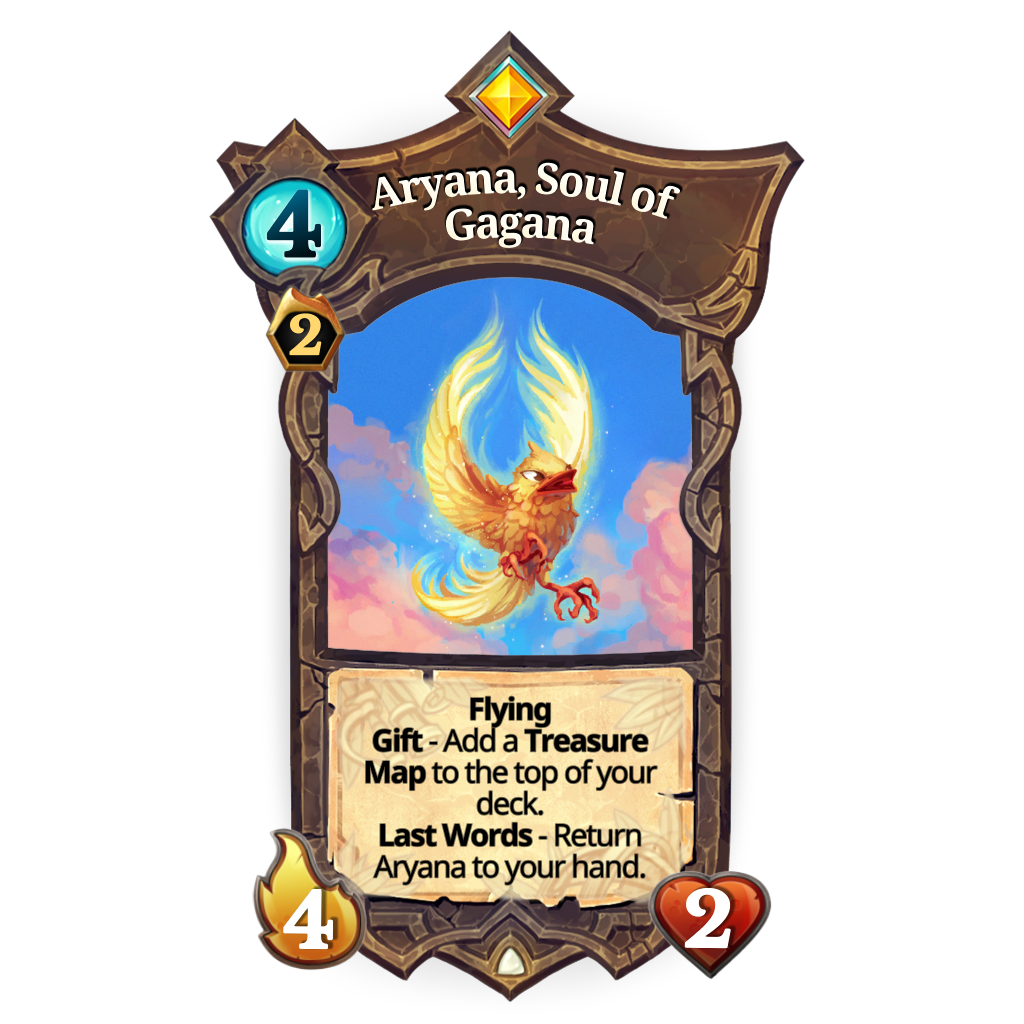 4
Aryana, Soul of
Gagana
2
Flying
Gift - Add a Treasure
Map to the top of your
deck.
Last Words - Return
Aryana to your hand.
4
2